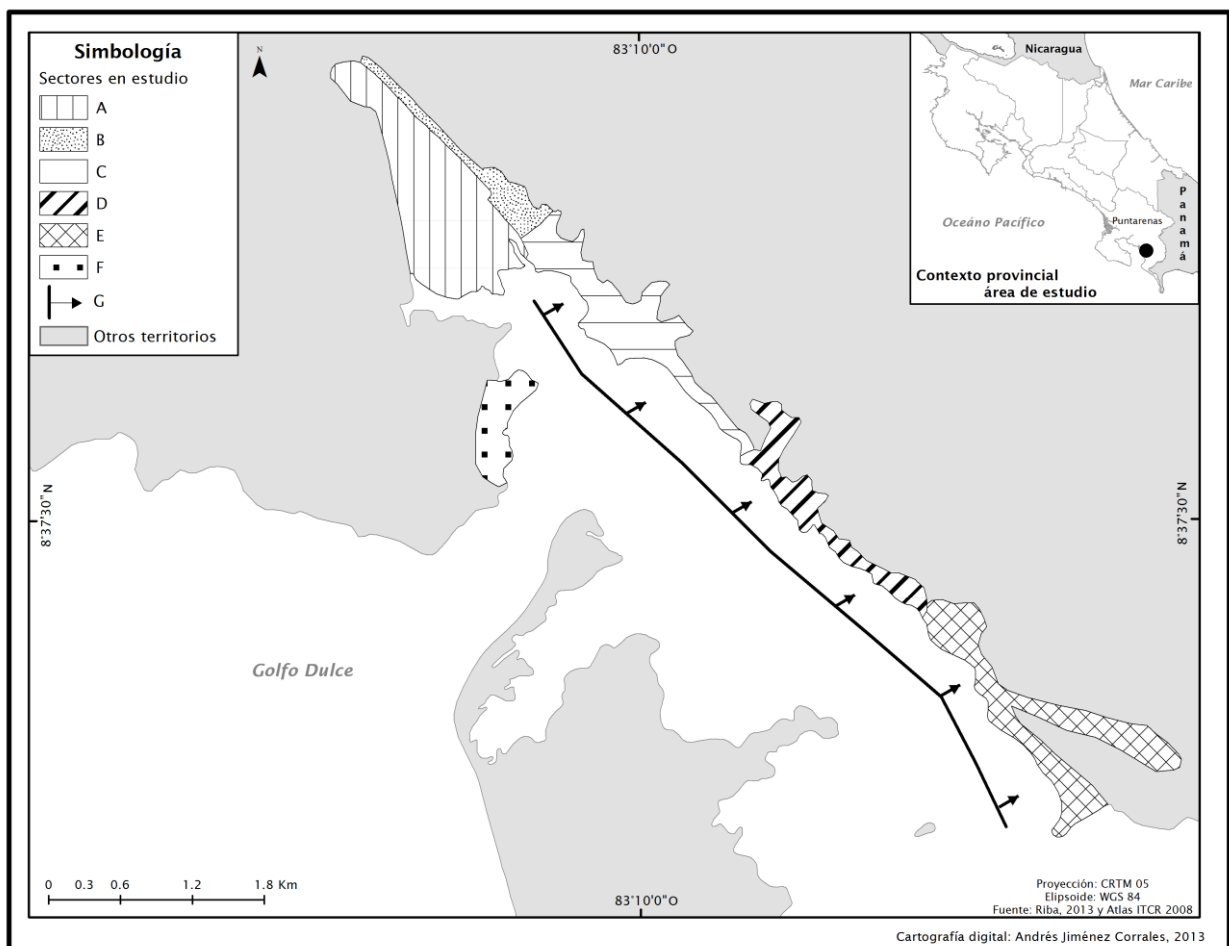 Simbología
Sectores en estudio
A
B
C
D
E
F
G
Otros territorios
N
83°10'0"O
Nicaragua
Mar Caribe
Panamá
Puntarenas
Oceáno Pacífico
Contexto provincial
área de estudio
8°37'30"N
8°37'30"N
Golfo Dulce
0 0.3 0.6 1.2 1.8 Km
83°10'0"O
Proyección: CRTM 05
Elipsoide: WGS 84
Fuente: Riba, 2013 y Atlas ITCR 2008
Cartografía digital: Andrés Jiménez Corrales, 2013